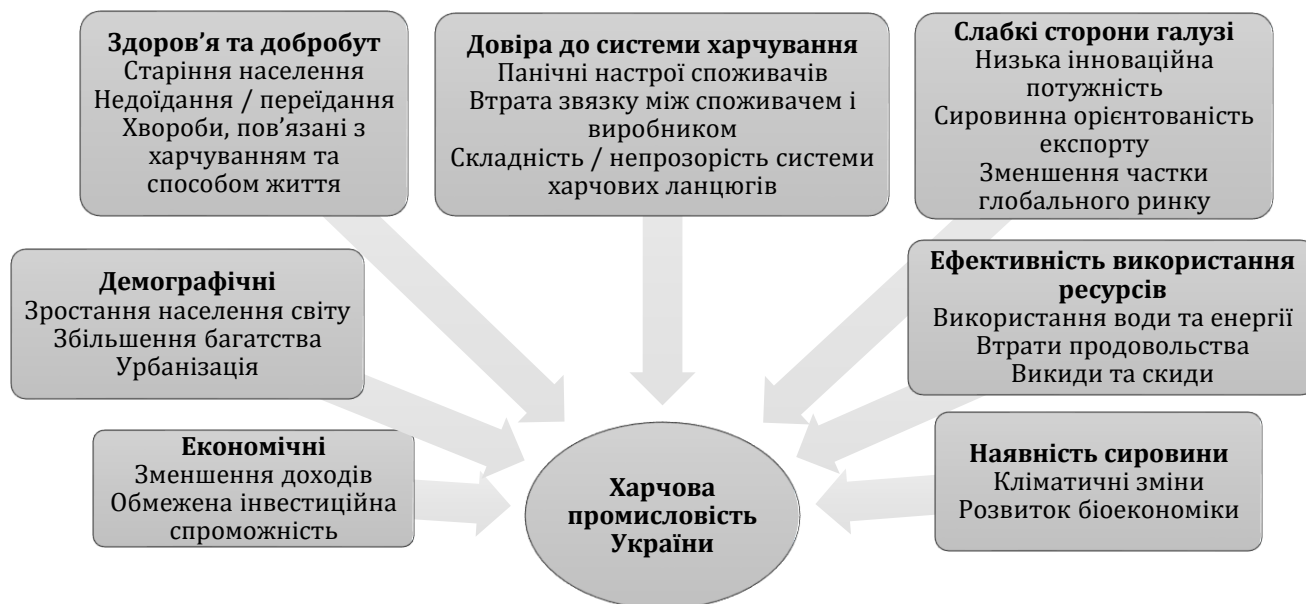 Здоров’я та добробут
Старіння населення
Недоїдання / переїдання
Хвороби, пов’язані з
харчуванням та
способом життя
Довіра до системи харчування
Панічні настрої споживачів
Втрата звязку між споживачем і
виробником
Складність / непрозорість системи
харчових ланцюгів
Слабкі сторони галузі
Низька інноваційна
потужність
Сировинна орієнтованість
експорту
Зменшення частки
глобального ринку
Демографічні
Зростання населення світу
Збільшення багатства
Урбанізація
Ефективність використання
ресурсів
Використання води та енергії
Втрати продовольства
Викиди та скиди
Економічні
Зменшення доходів
Обмежена інвестиційна
спроможність
Харчова
промисловість
України
Наявність сировини
Кліматичні зміни
Розвиток біоекономіки